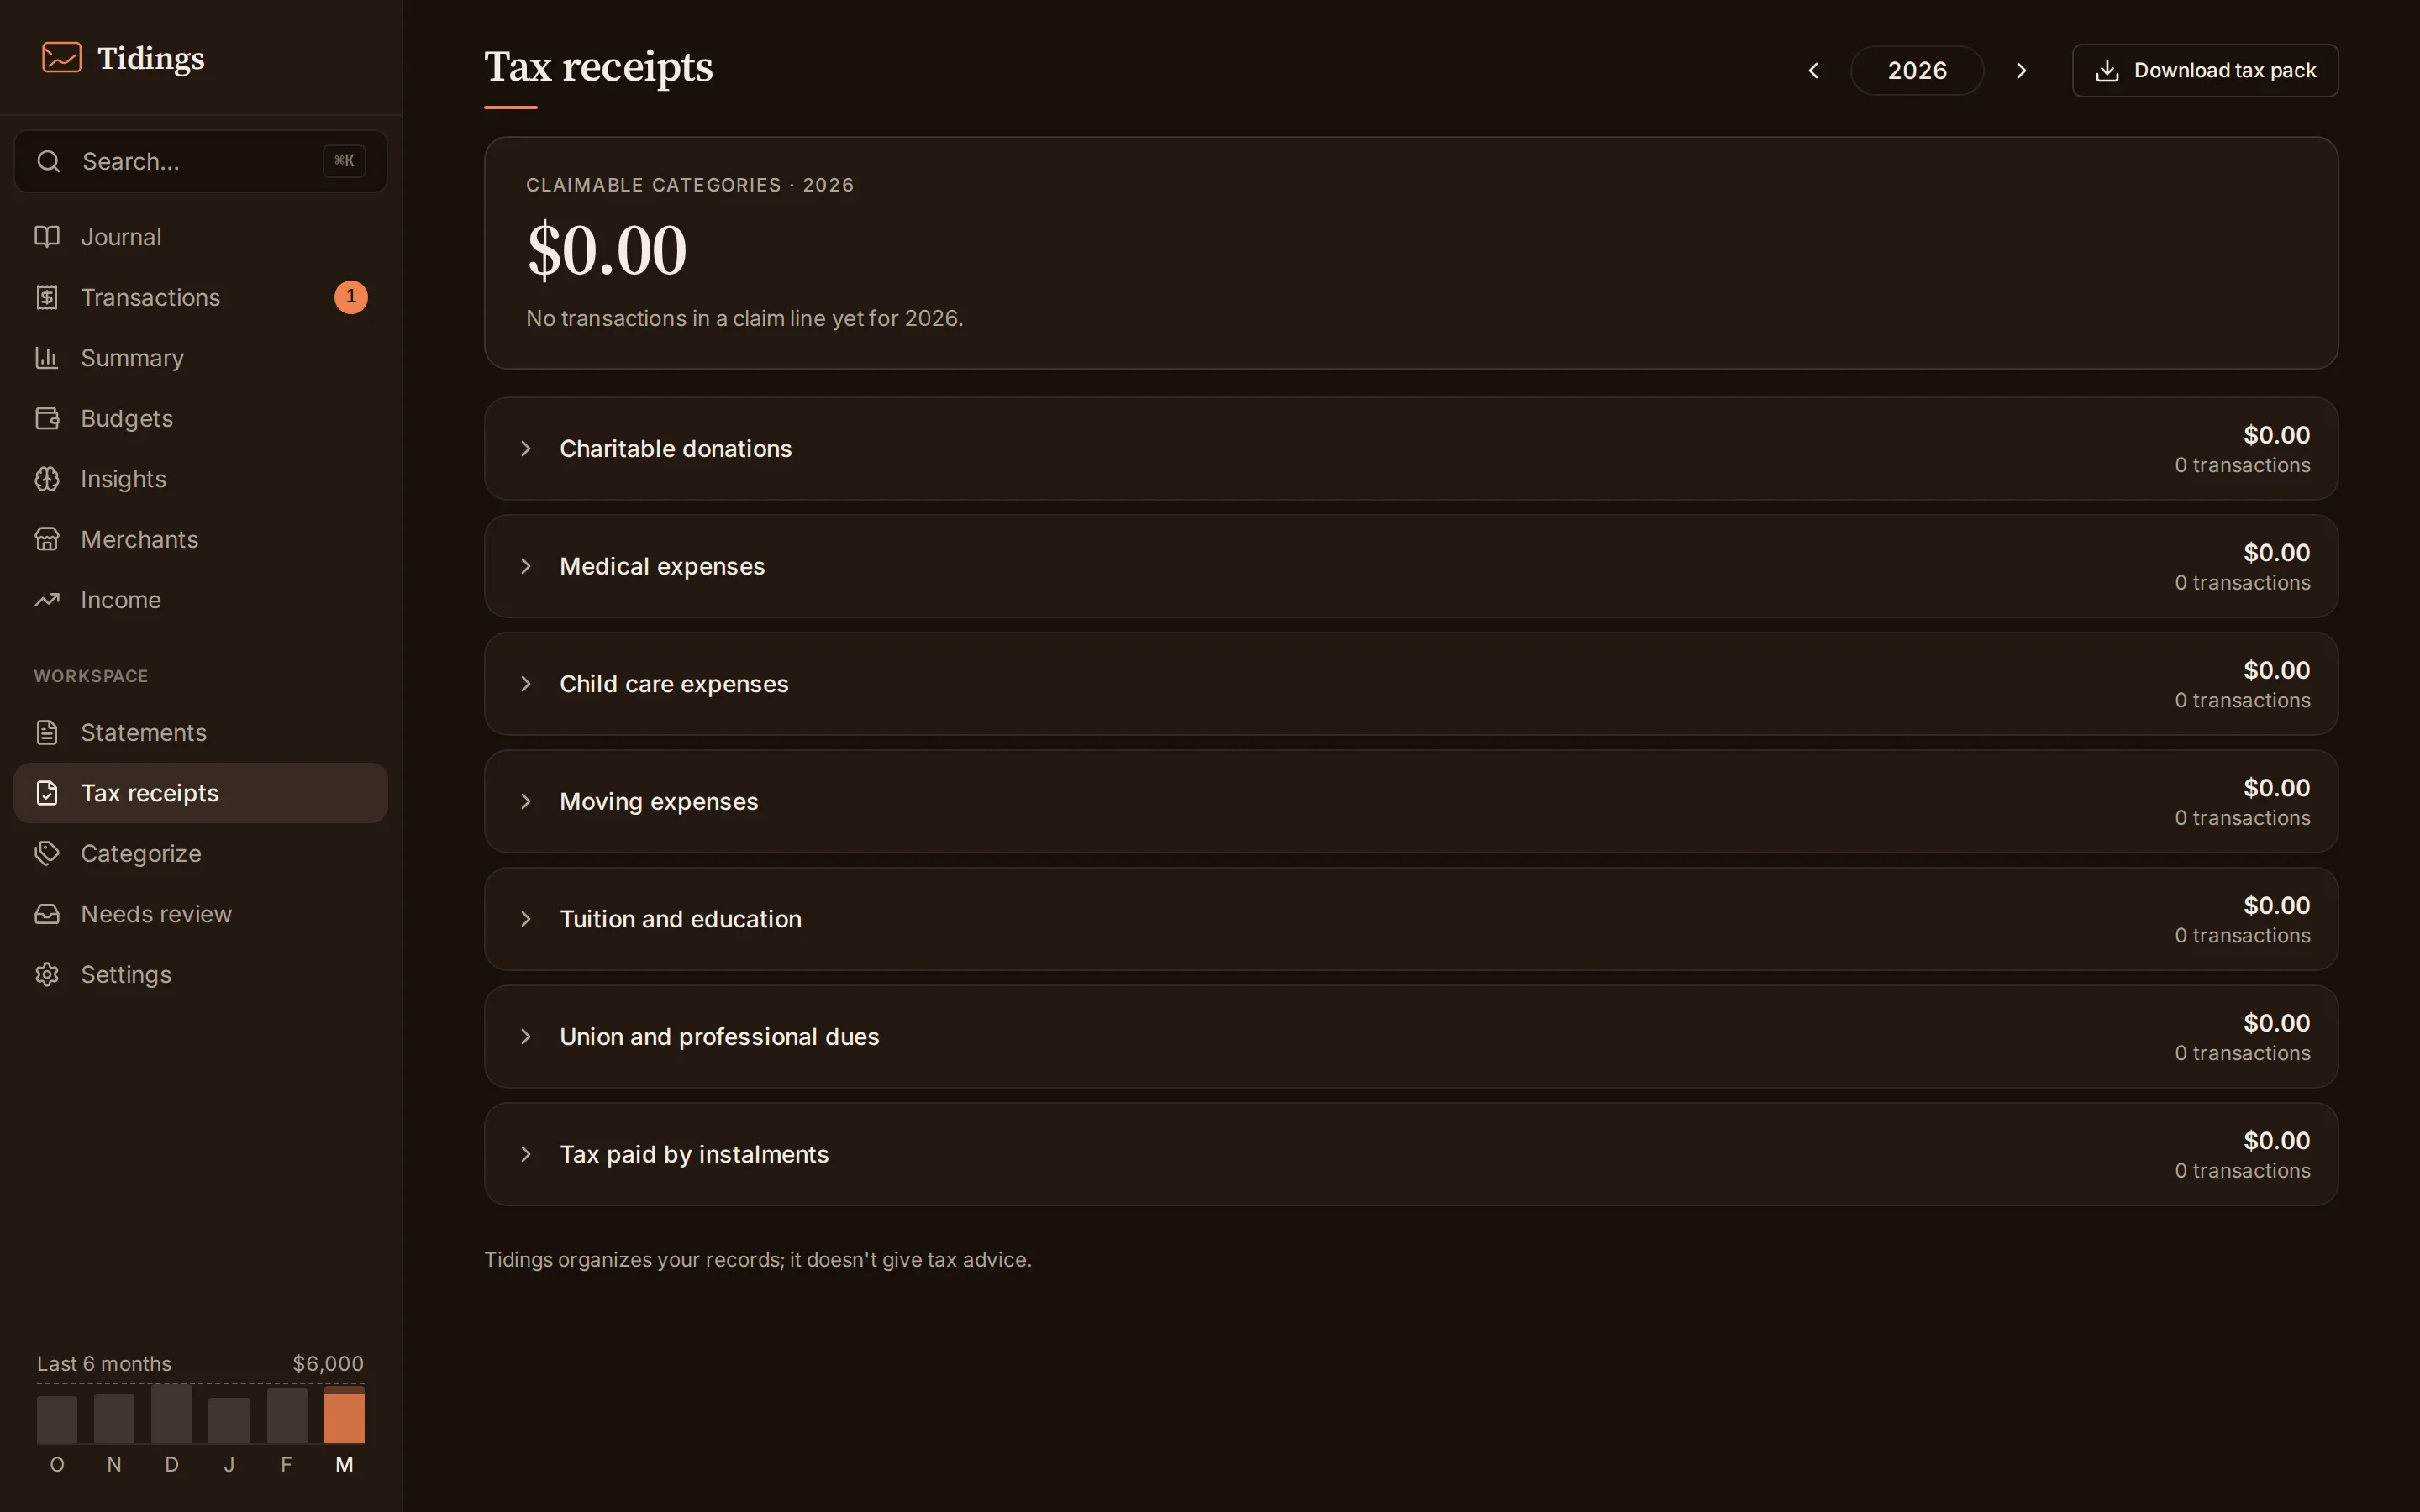 Tidings
Search...
⌘K
Journal
Transactions
1
Summary
Budgets
Insights
Merchants
Income
WORKSPACE
Statements
Tax receipts
Categorize
Needs review
Settings
Last 6 months
$6,000
O N D J F M
Tax receipts
2026
Download tax pack
CLAIMABLE CATEGORIES · 2026
$0.00
No transactions in a claim line yet for 2026.
Charitable donations
$0.00
0 transactions
Medical expenses
$0.00
0 transactions
Child care expenses
$0.00
0 transactions
Moving expenses
$0.00
0 transactions
Tuition and education
$0.00
0 transactions
Union and professional dues
$0.00
0 transactions
Tax paid by instalments
$0.00
0 transactions
Tidings organizes your records; it doesn't give tax advice.